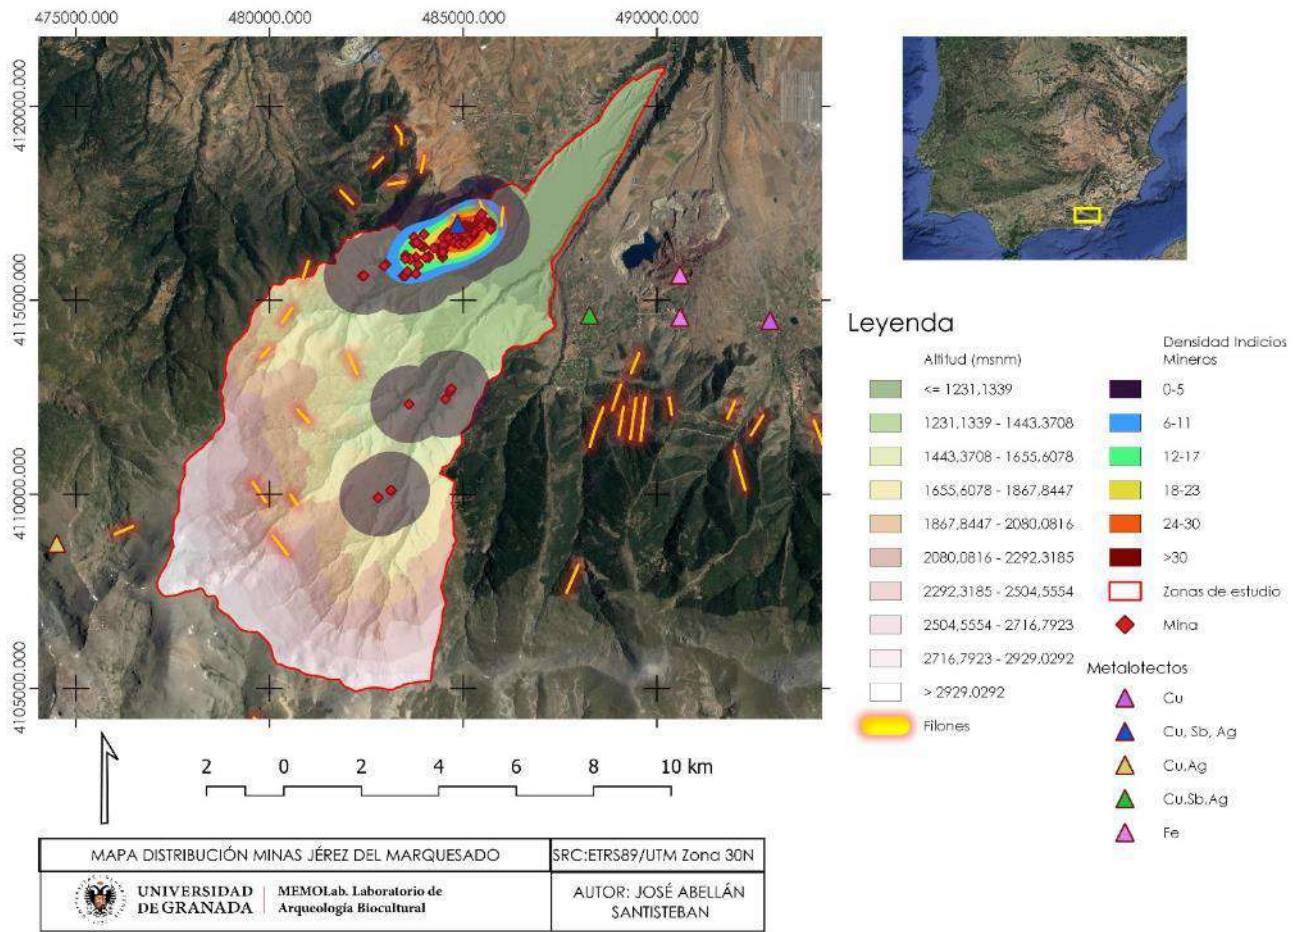 475000.000 480000.000 485000.000 490000.000
4120000.000
4115000.000
4110000.000
4105000.000
Leyenda
Altitud (msnm)
<= 1231,1339
1231,1339 - 1443,3708
1443,3708 - 1655,6078
1655,6078 - 1867,8447
1867,8447 - 2080,0816
2080,0816 - 2292,3185
2292,3185 - 2504,5554
2504,5554 - 2716,7923
2716,7923 - 2929,0292
> 2929,0292
Filones
Densidad Indicios
Mineros
0-5
6-11
12-17
18-23
24-30
>30
Zonas de estudio
Mina
Metalotectos
Cu
Cu, Sb, Ag
Cu,Ag
Cu,Sb,Ag
Fe
2 0 2 4 6 8 10 km
MAPA DISTRIBUCIÓN MINAS JÉREZ DEL MARQUESADO
SRC:ETRS89/UTM Zona 30N
UNIVERSIDAD
DE GRANADA
MEMOLab. Laboratorio de
Arqueología Biocultural
AUTOR: JOSÉ ABELLÁN
SANTISTEBAN